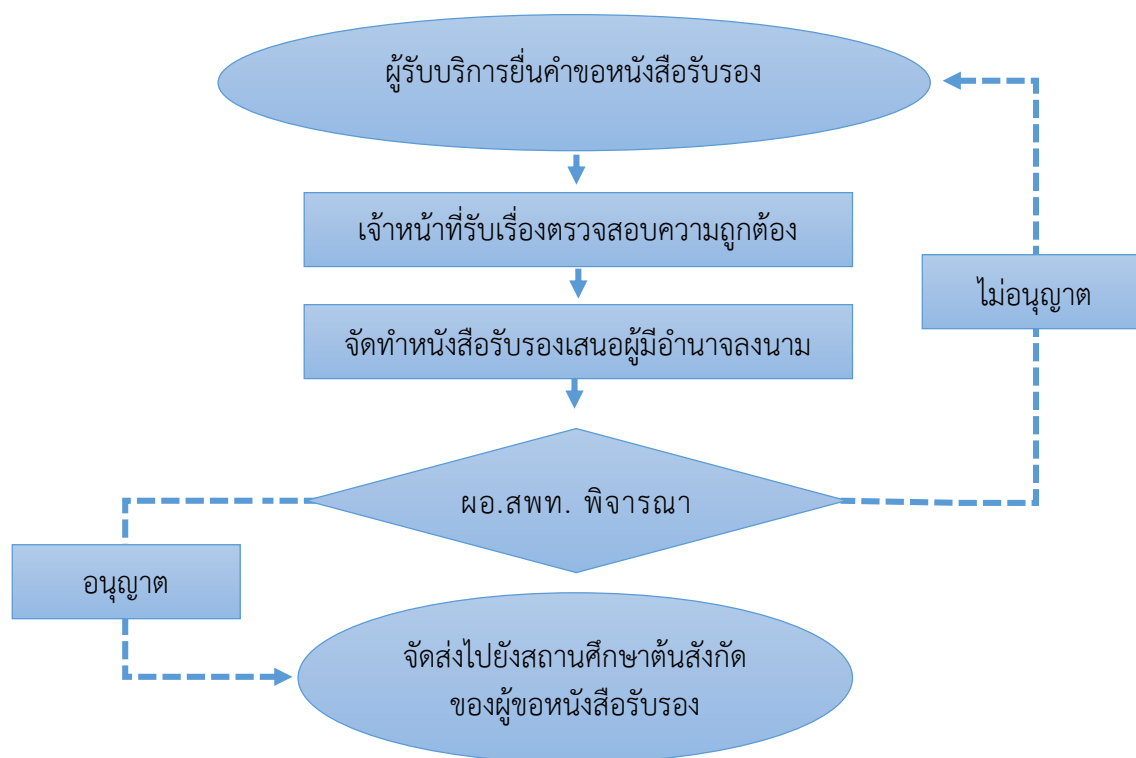 ผู้รับบริการยื่นคำขอหนังสือรับรอง
เจ้าหน้าที่รับเรื่องตรวจสอบความถูกต้อง
ไม่อนุญาต
จัดทำหนังสือรับรองเสนอผู้มีอำนาจลงนาม
ผอ.สพท. พิจารณา
อนุญาต
จัดส่งไปยังสถานศึกษาต้นสังกัด
ของผู้ขอหนังสือรับรอง